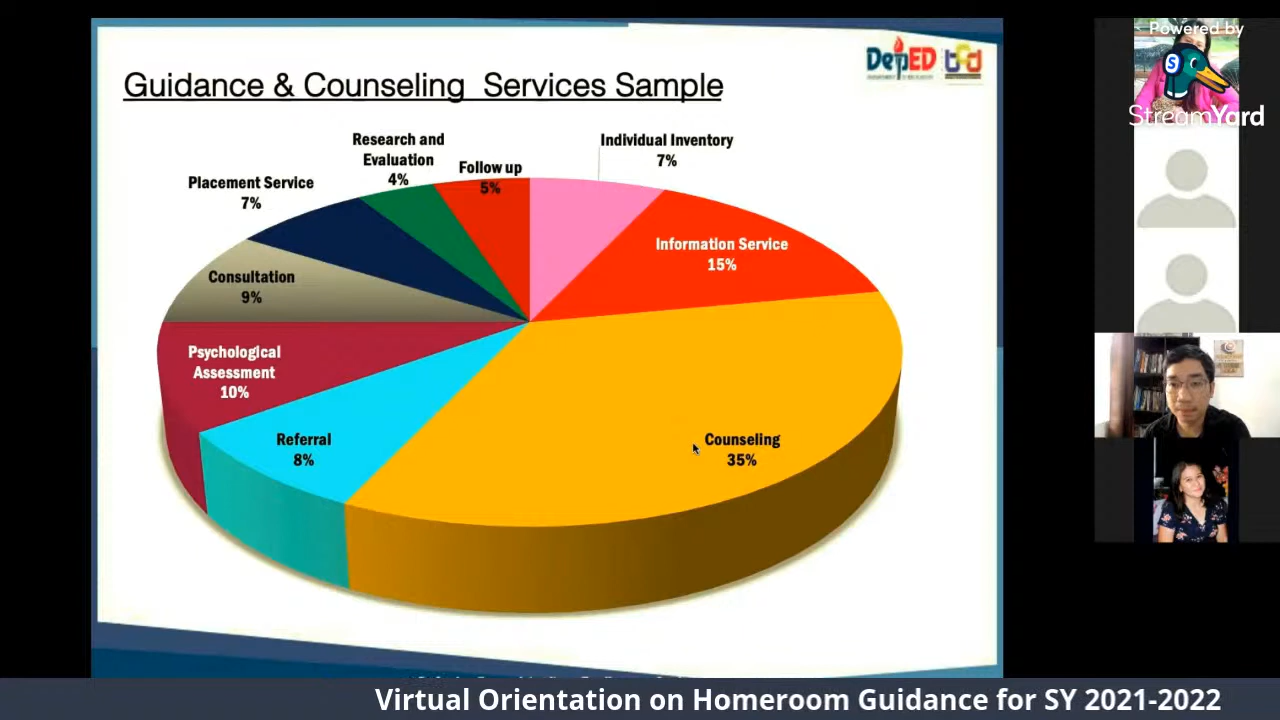 Guidance & Counseling Services Sample
DepED
Powered by
S
StreamYard
Individual Inventory
7%
Research and
Evaluation
4%
Follow up
5%
Placement Service
7%
Information Service
15%
Consultation
9%
Psychological
Assessment
10%
Referral
8%
Counseling
35%
Virtual Orientation on Homeroom Guidance for SY 2021-2022